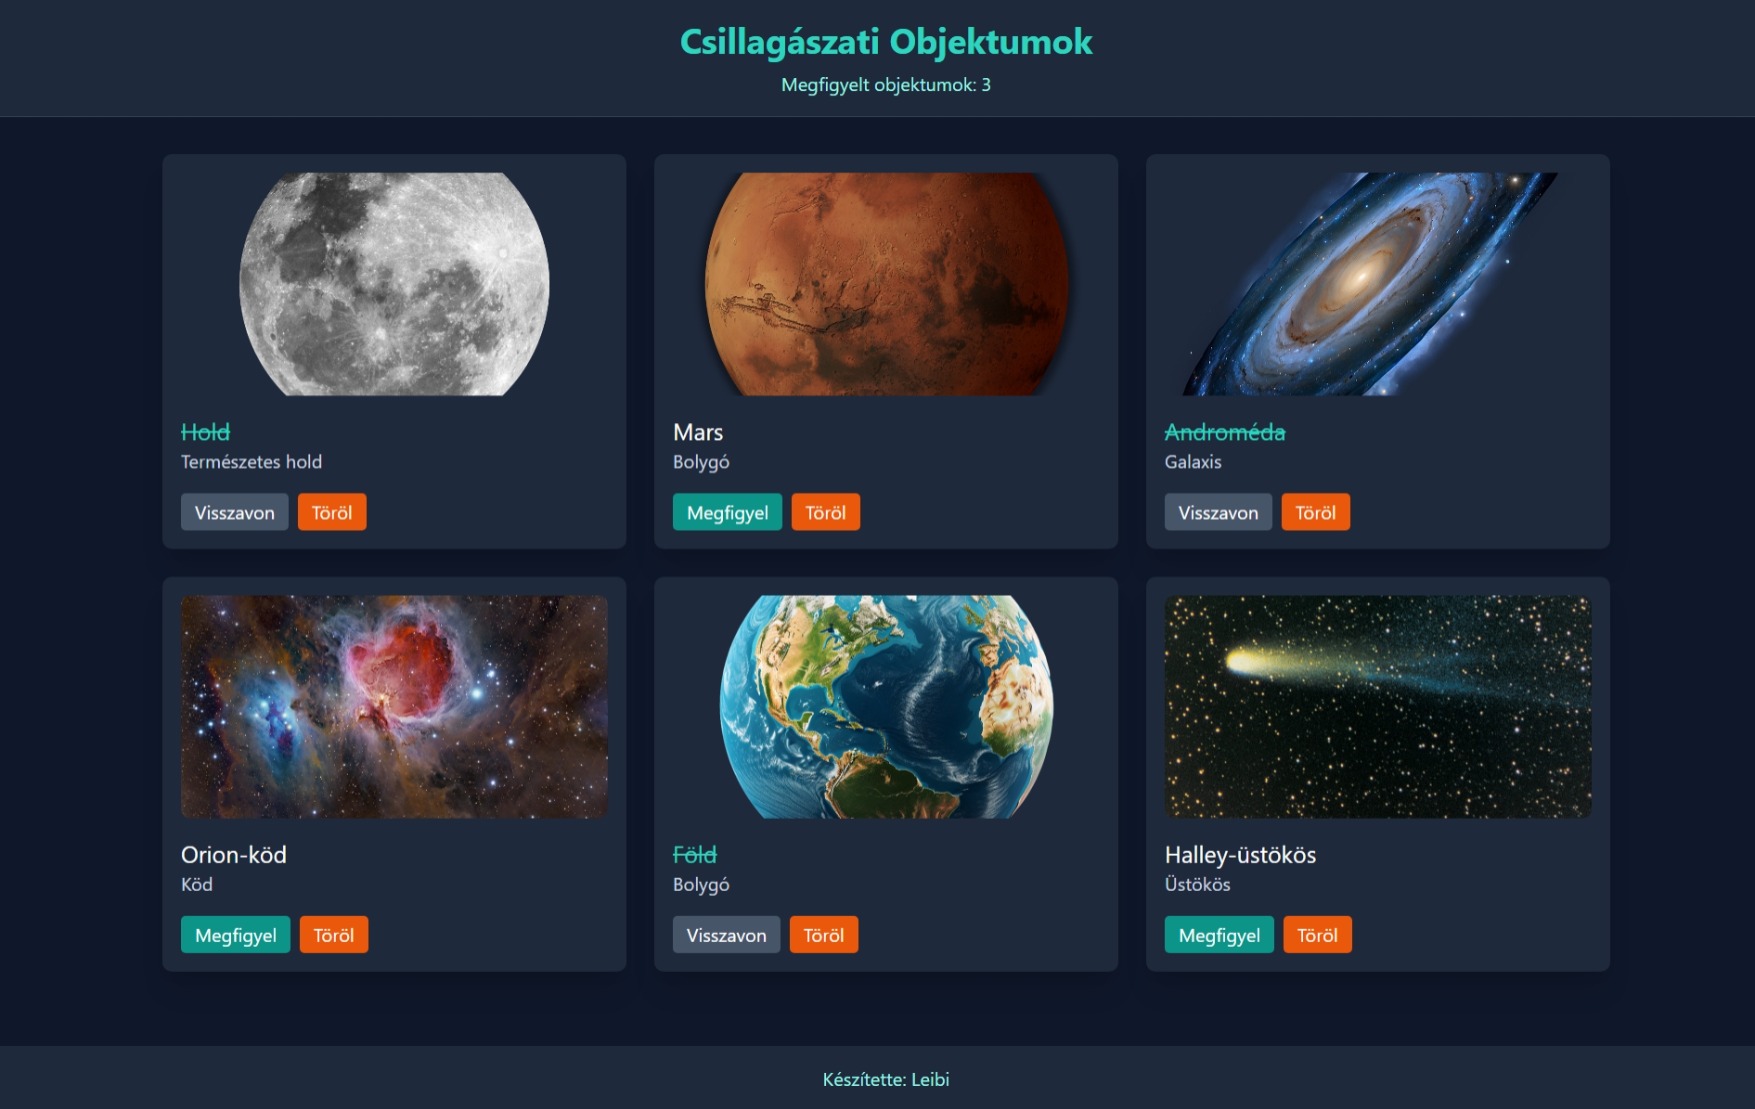 Csillagászati Objektumok
Megfigyelt objektumok: 3
Hold
Természetes hold
Visszavon Töröl
Mars
Bolygó
Megfigyel Töröl
Androméda
Galaxis
Visszavon Töröl
Orion-köd
Köd
Megfigyel Töröl
Föld
Bolygó
Visszavon Töröl
Halley-üstökös
Üstökös
Megfigyel Töröl
Készítette: Leibi